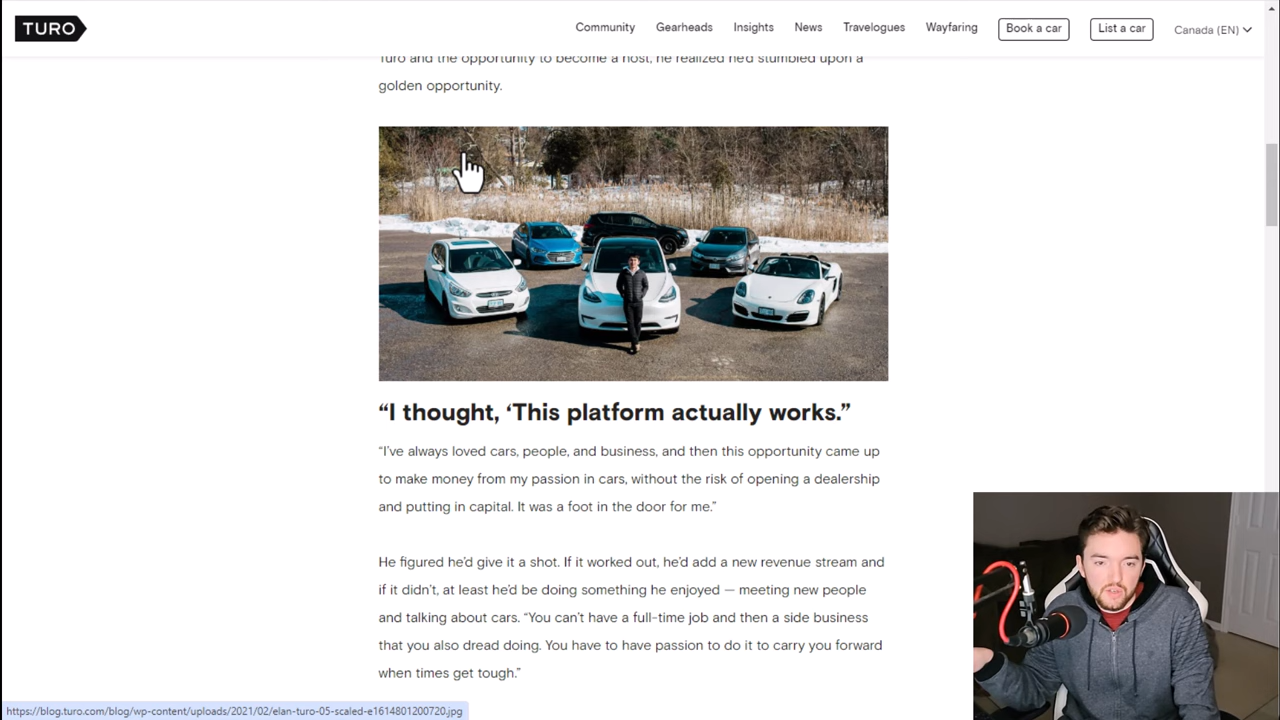 TURO
Community
Gearheads
Insights
News
Travelogues
Wayfaring
Book a car
List a car
Canada (EN)
Turo and the opportunity to become a host, he realized he'd stumbled upon a
golden opportunity.
“I thought, ‘This platform actually works.”
“I’ve always loved cars, people, and business, and then this opportunity came up
to make money from my passion in cars, without the risk of opening a dealership
and putting in capital. It was a foot in the door for me.”
He figured he’d give it a shot. If it worked out, he’d add a new revenue stream and
if it didn’t, at least he’d be doing something he enjoyed — meeting new people
and talking about cars. “You can’t have a full-time job and then a side business
that you also dread doing. You have to have passion to do it to carry you forward
when times get tough.”
https://blog.turo.com/blog/wp-content/uploads/2021/02/elan-turo-05-scaled-e1614801200720.jpg